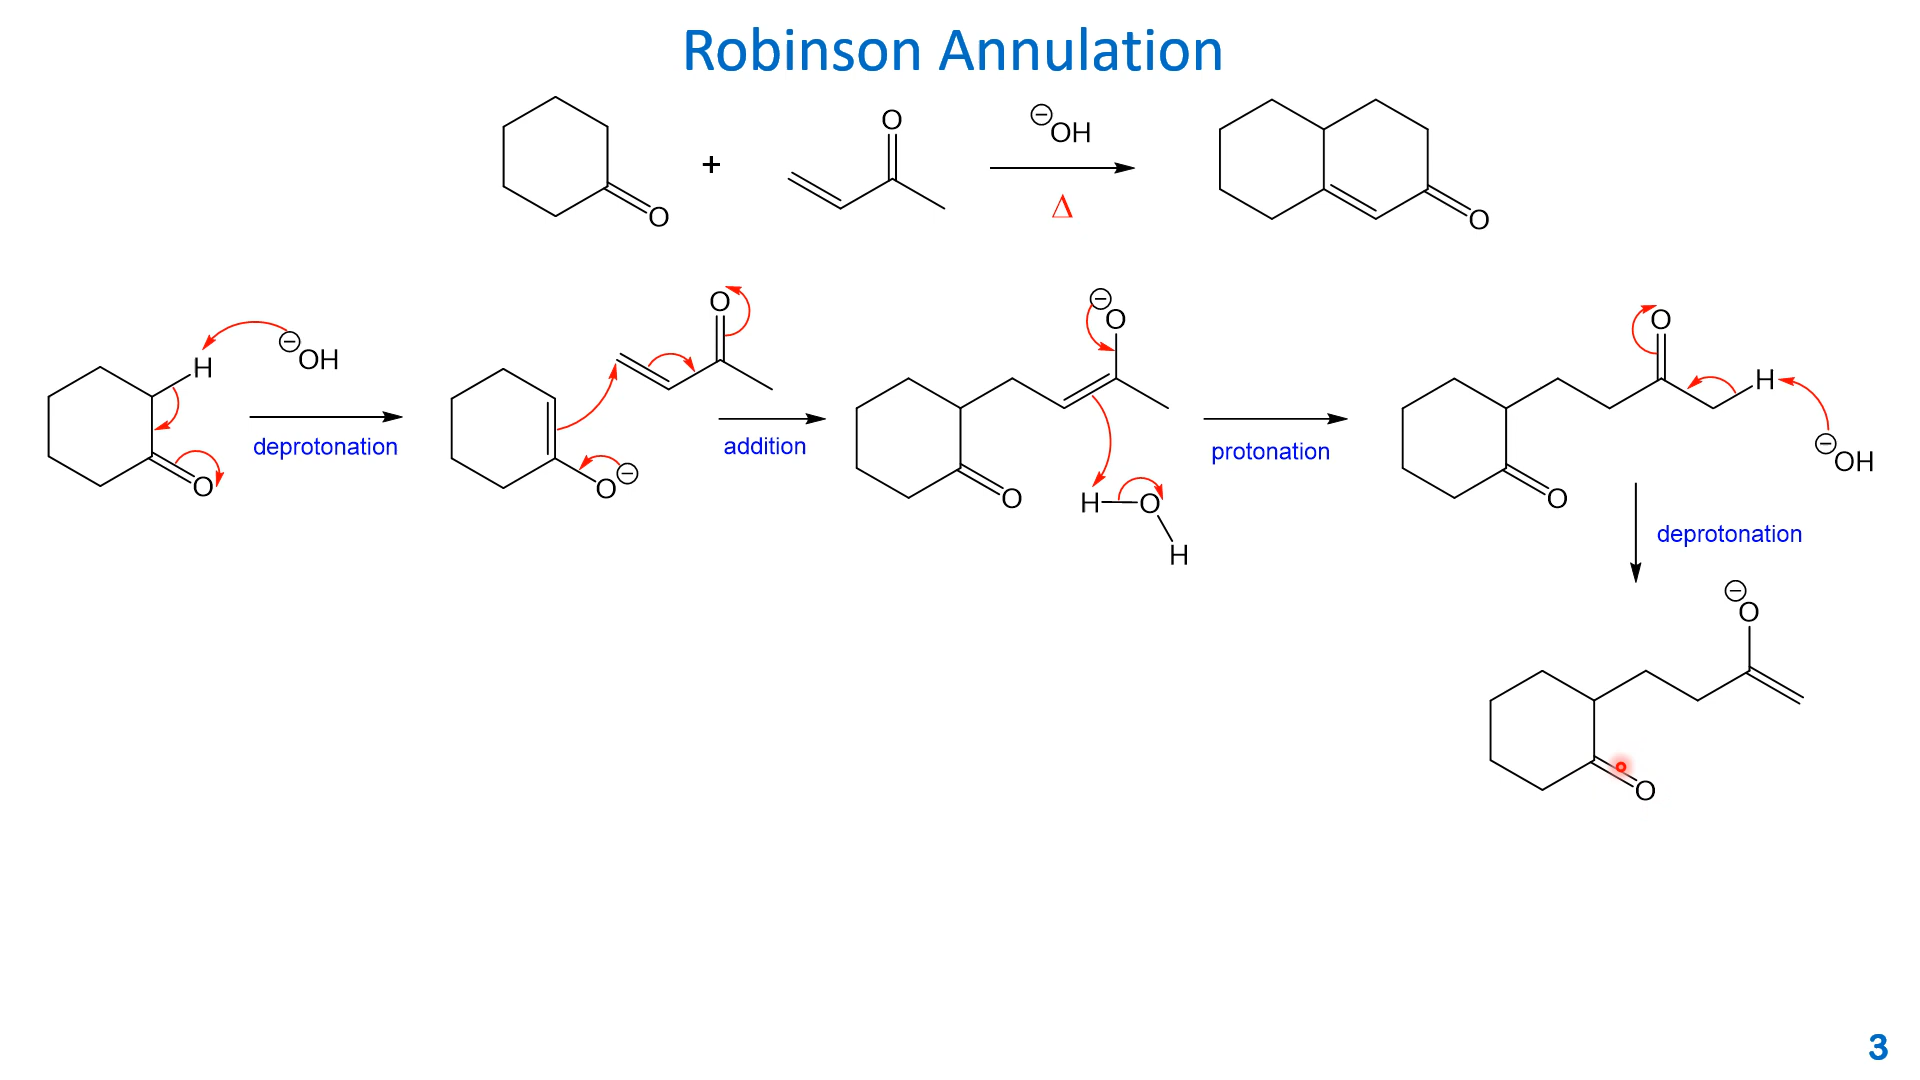 Robinson Annulation
O
⊖OH
+
Δ
O
O
H
⊖
OH
O
O
O ⊖
deprotonation
addition
⊖
O
O
H O
H
protonation
O
H
⊖
OH
O
deprotonation
⊖
O
O
3